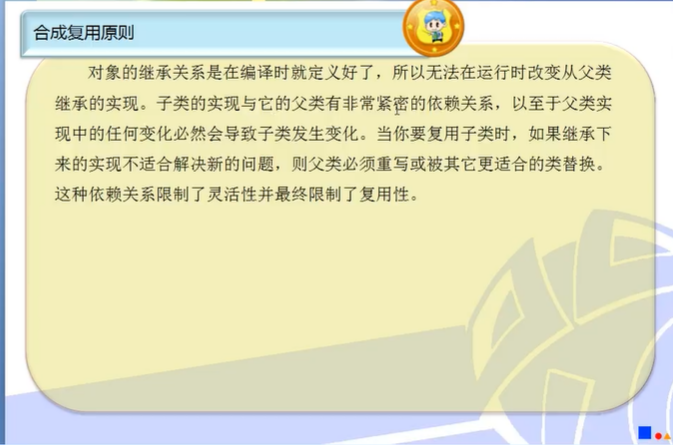 合成复用原则
对象的继承关系是在编译时就定义好了，所以无法在运行时改变从父类
继承的实现。子类的实现与它的父类有非常紧密的依赖关系，以至于父类实
现中的任何变化必然会导致子类发生变化。当你要复用子类时，如果继承下
来的实现不适合解决新的问题，则父类必须重写或被其它更适合的类替换。
这种依赖关系限制了灵活性并最终限制了复用性。